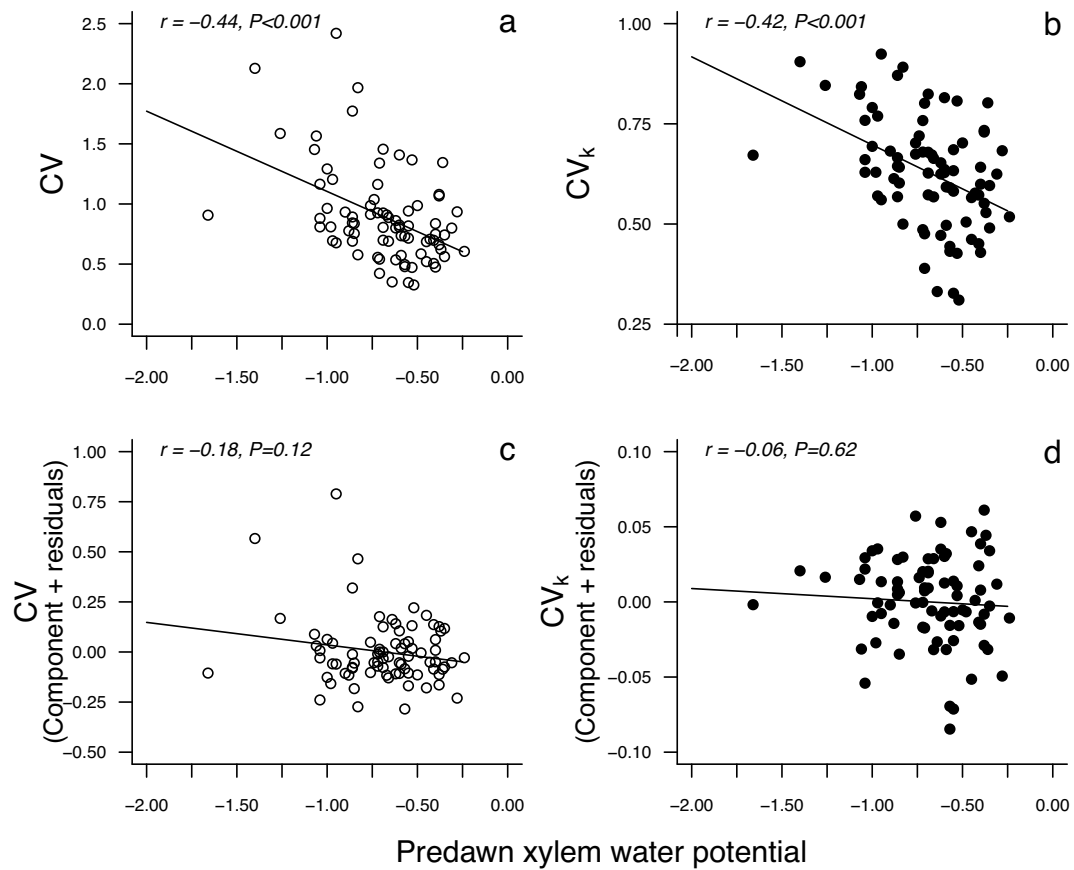 r = −0.44, P<0.001
a
2.5
2.0
1.5
1.0
0.5
0.0
CV
−2.00 −1.50 −1.00 −0.50 0.00
r = −0.42, P<0.001
b
1.00
0.75
0.50
0.25
CVk
−2.00 −1.50 −1.00 −0.50 0.00
r = −0.18, P=0.12
c
1.00
0.75
0.50
0.25
0.00
−0.25
−0.50
CV
(Component + residuals)
−2.00 −1.50 −1.00 −0.50 0.00
r = −0.06, P=0.62
d
0.10
0.05
0.00
−0.05
−0.10
CVk
(Component + residuals)
−2.00 −1.50 −1.00 −0.50 0.00
Predawn xylem water potential